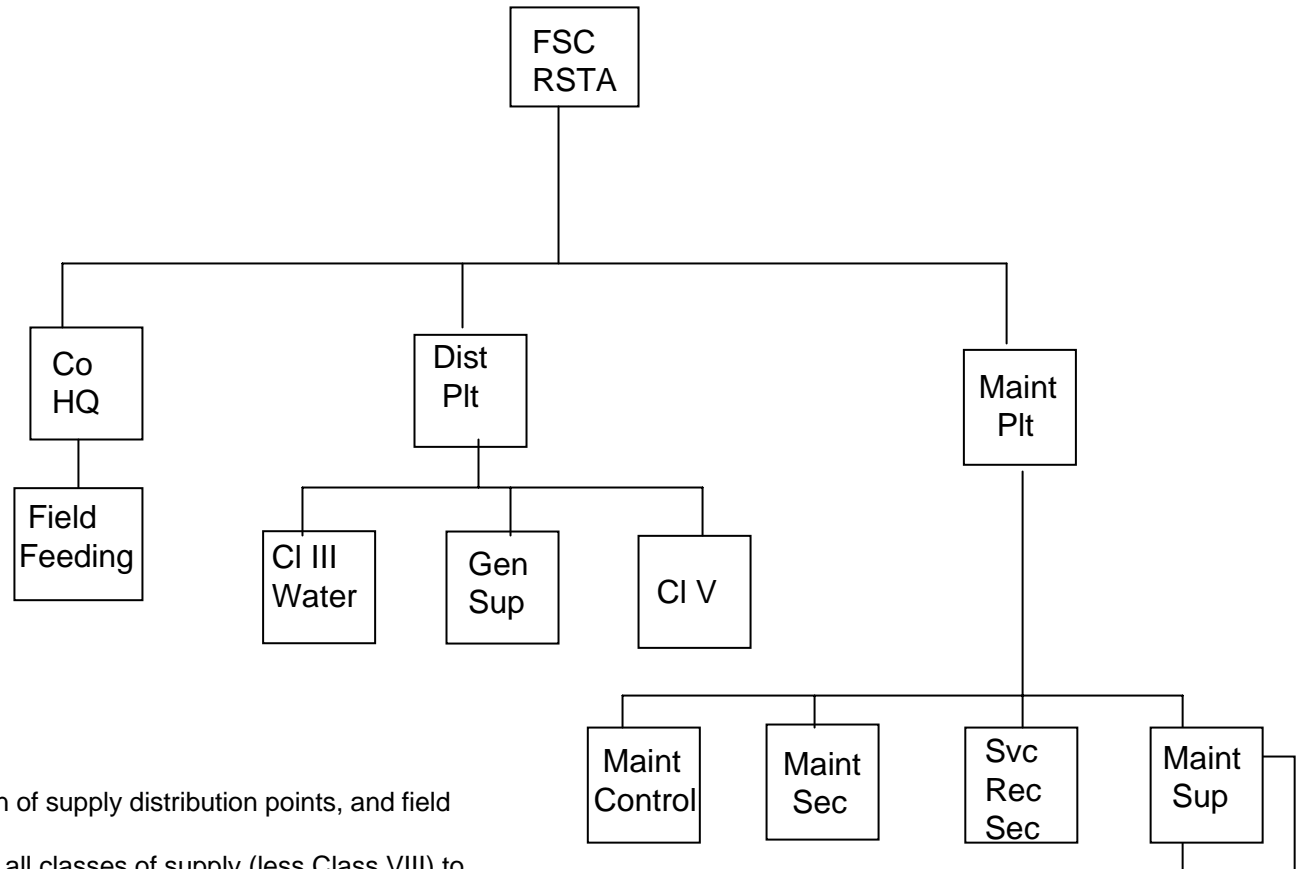 FSC
RSTA
Co
HQ
Dist
Plt
Maint
Plt
Field
Feeding
Cl III
Water
Gen
Sup
Cl V
Maint
Control
Maint
Sec
Svc
Rec
Sec
Maint
Sup
of supply distribution points, and field
all classes of supply (less Class VIII) to